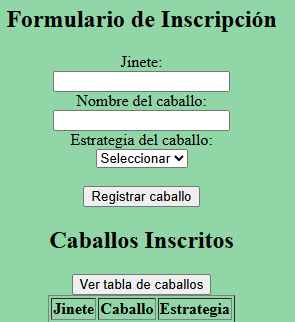 Formulario de Inscripción
Jinete:
Nombre del caballo:
Estrategia del caballo:
Seleccionar
Registrar caballo
Caballos Inscritos
Ver tabla de caballos
Jinete Caballo Estrategia